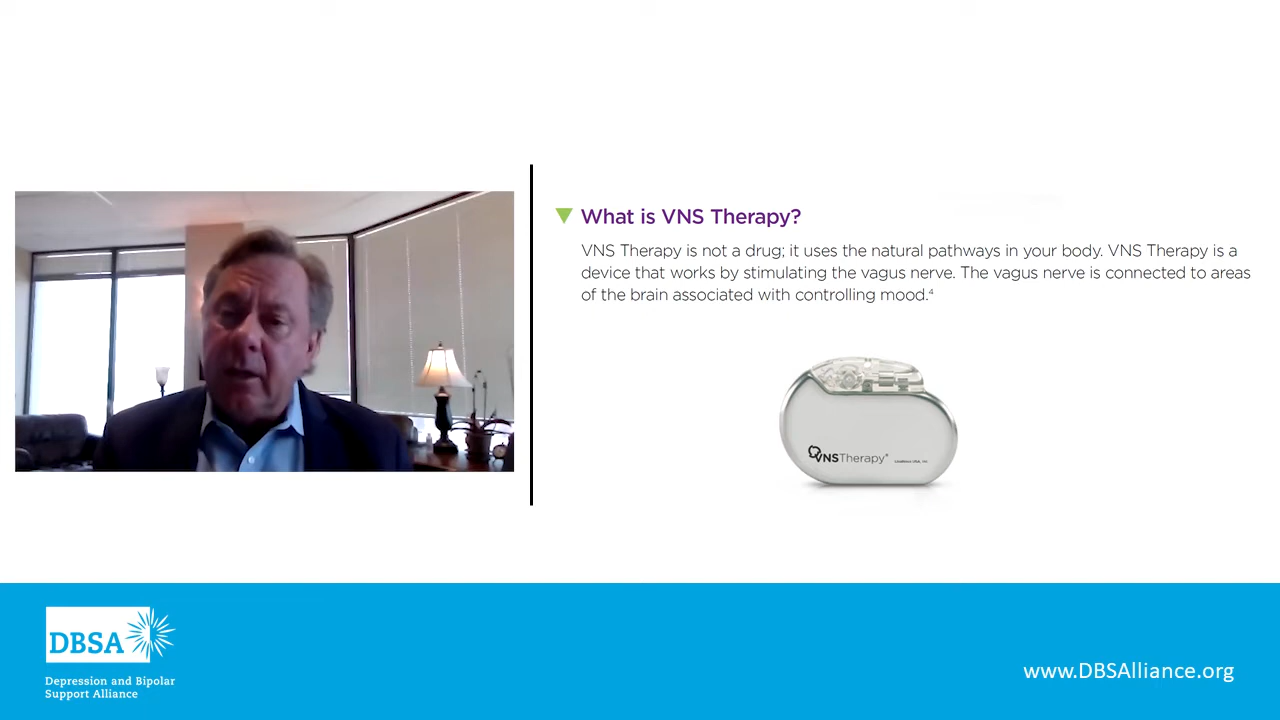 What is VNS Therapy?
VNS Therapy is not a drug; it uses the natural pathways in your body. VNS Therapy is a
device that works by stimulating the vagus nerve. The vagus nerve is connected to areas
of the brain associated with controlling mood.⁴
VNSTherapy®
DBSA
Depression and Bipolar
Support Alliance
www.DBSAlliance.org